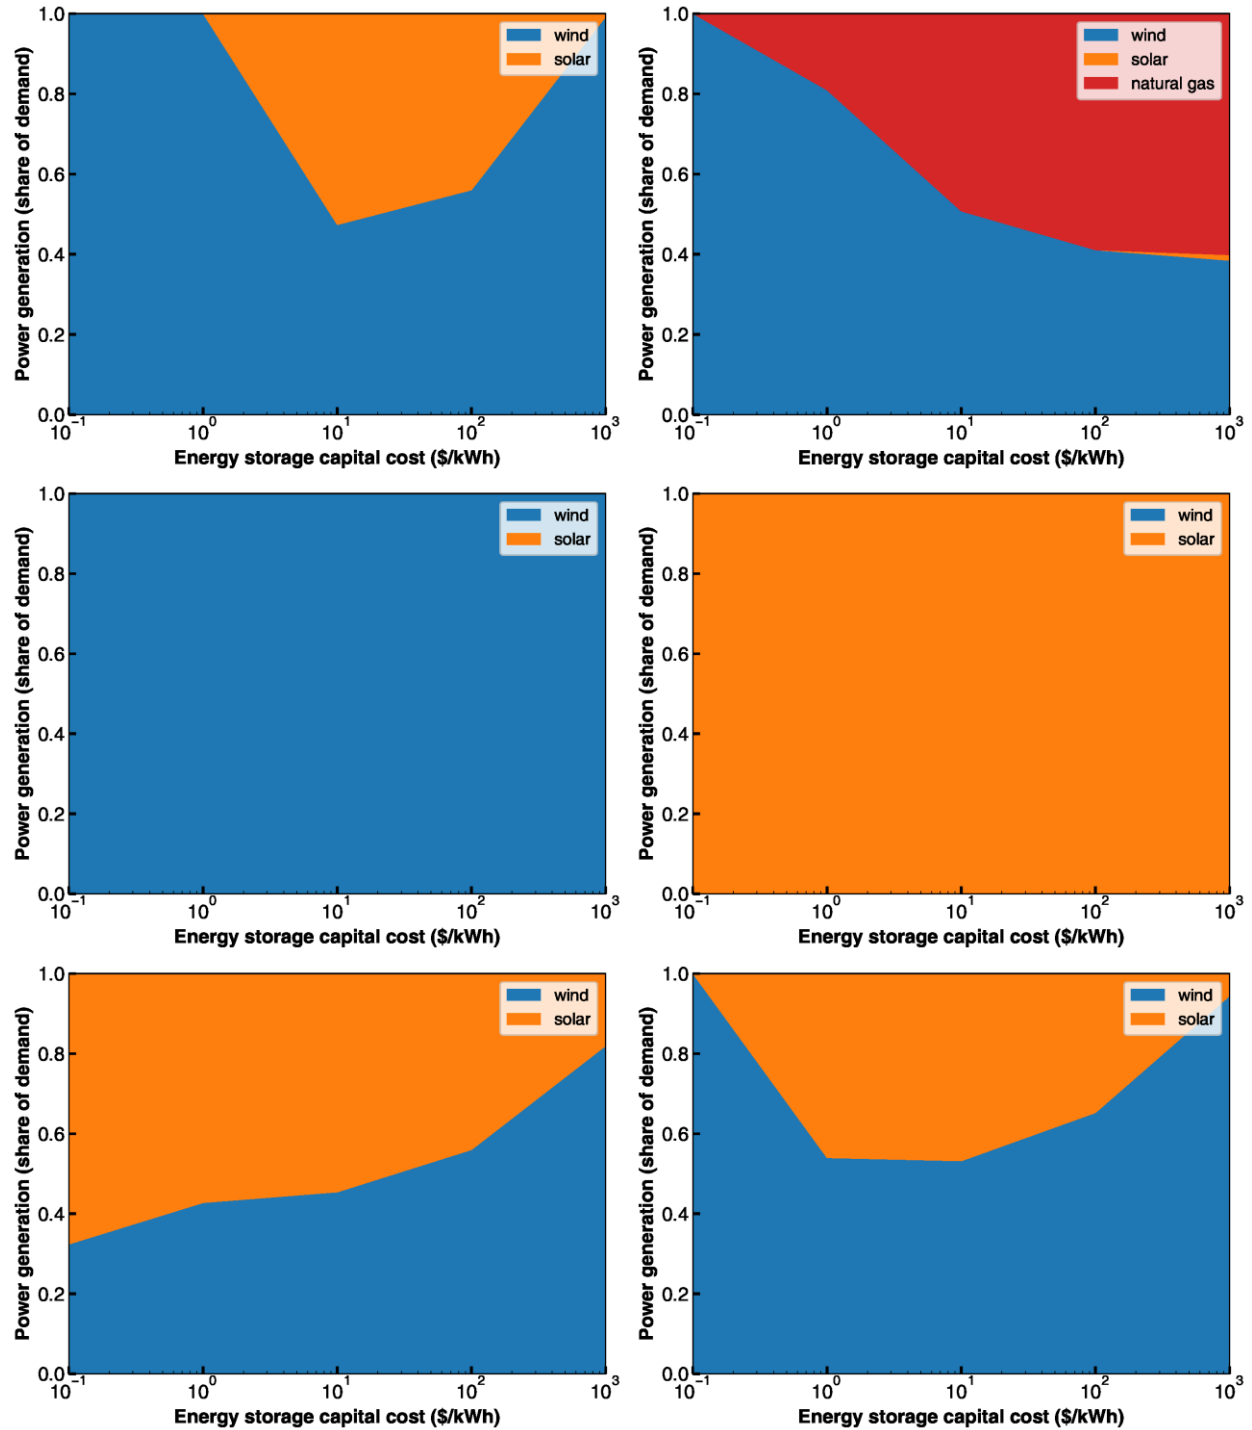 1.0
0.8
0.6
0.4
0.2
0.0
Power generation (share of demand)
wind
solar
10⁻¹ 10⁰ 10¹ 10² 10³
Energy storage capital cost ($/kWh)
1.0
0.8
0.6
0.4
0.2
0.0
Power generation (share of demand)
wind
solar
natural gas
10⁻¹ 10⁰ 10¹ 10² 10³
Energy storage capital cost ($/kWh)
1.0
0.8
0.6
0.4
0.2
0.0
Power generation (share of demand)
wind
solar
10⁻¹ 10⁰ 10¹ 10² 10³
Energy storage capital cost ($/kWh)
1.0
0.8
0.6
0.4
0.2
0.0
Power generation (share of demand)
wind
solar
10⁻¹ 10⁰ 10¹ 10² 10³
Energy storage capital cost ($/kWh)
1.0
0.8
0.6
0.4
0.2
0.0
Power generation (share of demand)
wind
solar
10⁻¹ 10⁰ 10¹ 10² 10³
Energy storage capital cost ($/kWh)
1.0
0.8
0.6
0.4
0.2
0.0
Power generation (share of demand)
wind
solar
10⁻¹ 10⁰ 10¹ 10² 10³
Energy storage capital cost ($/kWh)